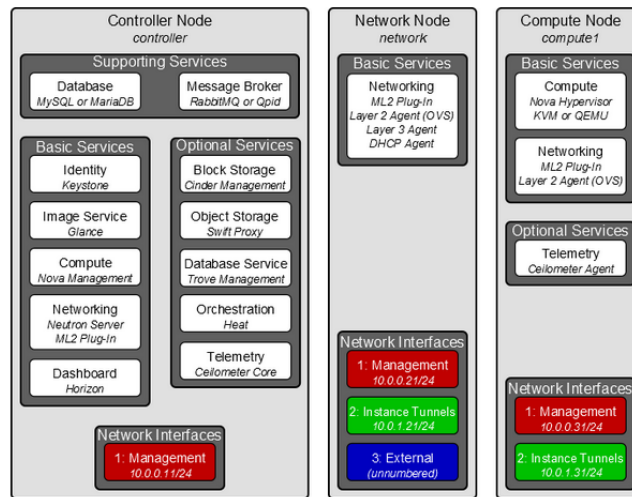 Controller Node
controller
Supporting Services
Database
MySQL or MariaDB
Message Broker
RabbitMQ or Qpid
Basic Services
Identity
Keystone
Image Service
Glance
Compute
Nova Management
Networking
Neutron Server
ML2 Plug-In
Dashboard
Horizon
Optional Services
Block Storage
Cinder Management
Object Storage
Swift Proxy
Database Service
Trove Management
Orchestration
Heat
Telemetry
Ceilometer Core
Network Interfaces
1: Management
10.0.0.11/24
Network Node
network
Basic Services
Networking
ML2 Plug-In
Layer 2 Agent (OVS)
Layer 3 Agent
DHCP Agent
Network Interfaces
1: Management
10.0.0.21/24
2: Instance Tunnels
10.0.1.21/24
3: External
(unnumbered)
Compute Node
compute1
Basic Services
Compute
Nova Hypervisor
KVM or QEMU
Networking
ML2 Plug-In
Layer 2 Agent (OVS)
Optional Services
Telemetry
Ceilometer Agent
Network Interfaces
1: Management
10.0.0.31/24
2: Instance Tunnels
10.0.1.31/24